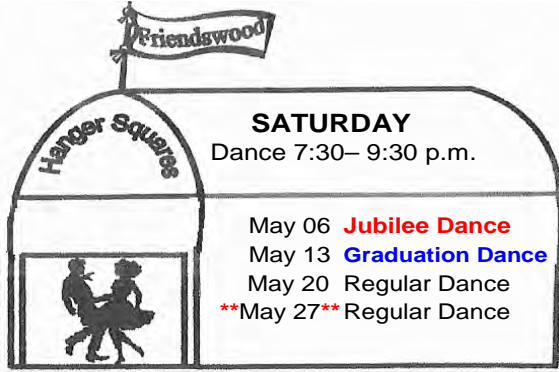 Friendswood
Hanger Squares
SATURDAY
Dance 7:30– 9:30 p.m.
May 06 Jubilee Dance
May 13 Graduation Dance
May 20 Regular Dance
**May 27** Regular Dance